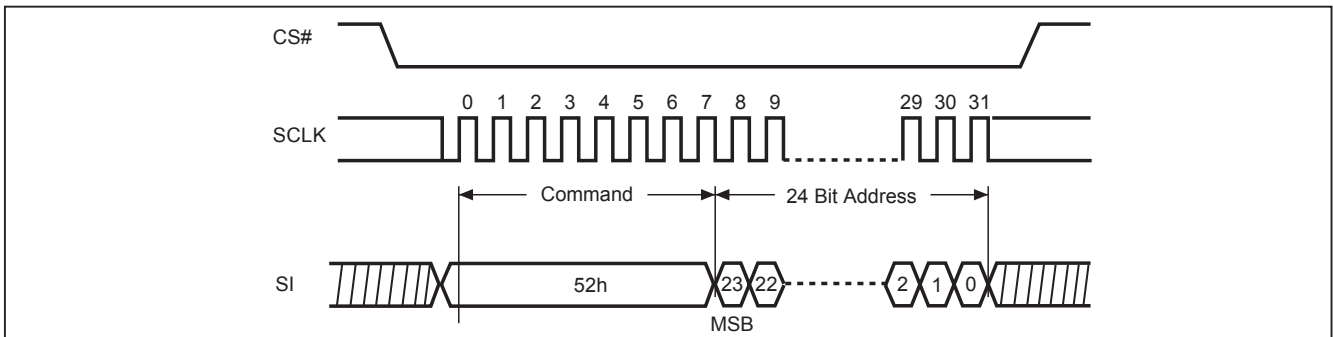 CS#
0 1 2 3 4 5 6 7 8 9 29 30 31
SCLK
Command 24 Bit Address
SI 52h 23 22 2 1 0
MSB